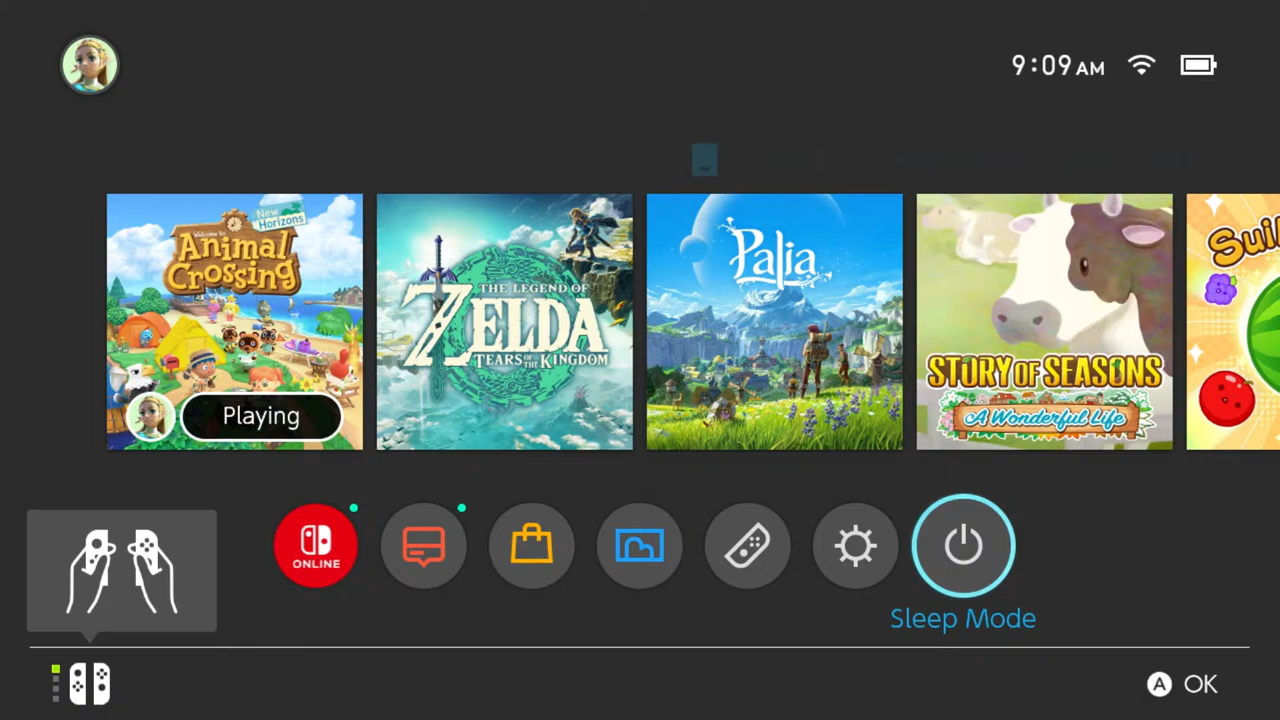 9:09 AM
Welcome to
New
Horizons
Animal
Crossing
Playing
THE LEGEND OF
ZELDA
TEARS OF THE KINGDOM
Palia
STORY OF SEASONS
A Wonderful Life
Sui
ONLINE
Sleep Mode
A OK